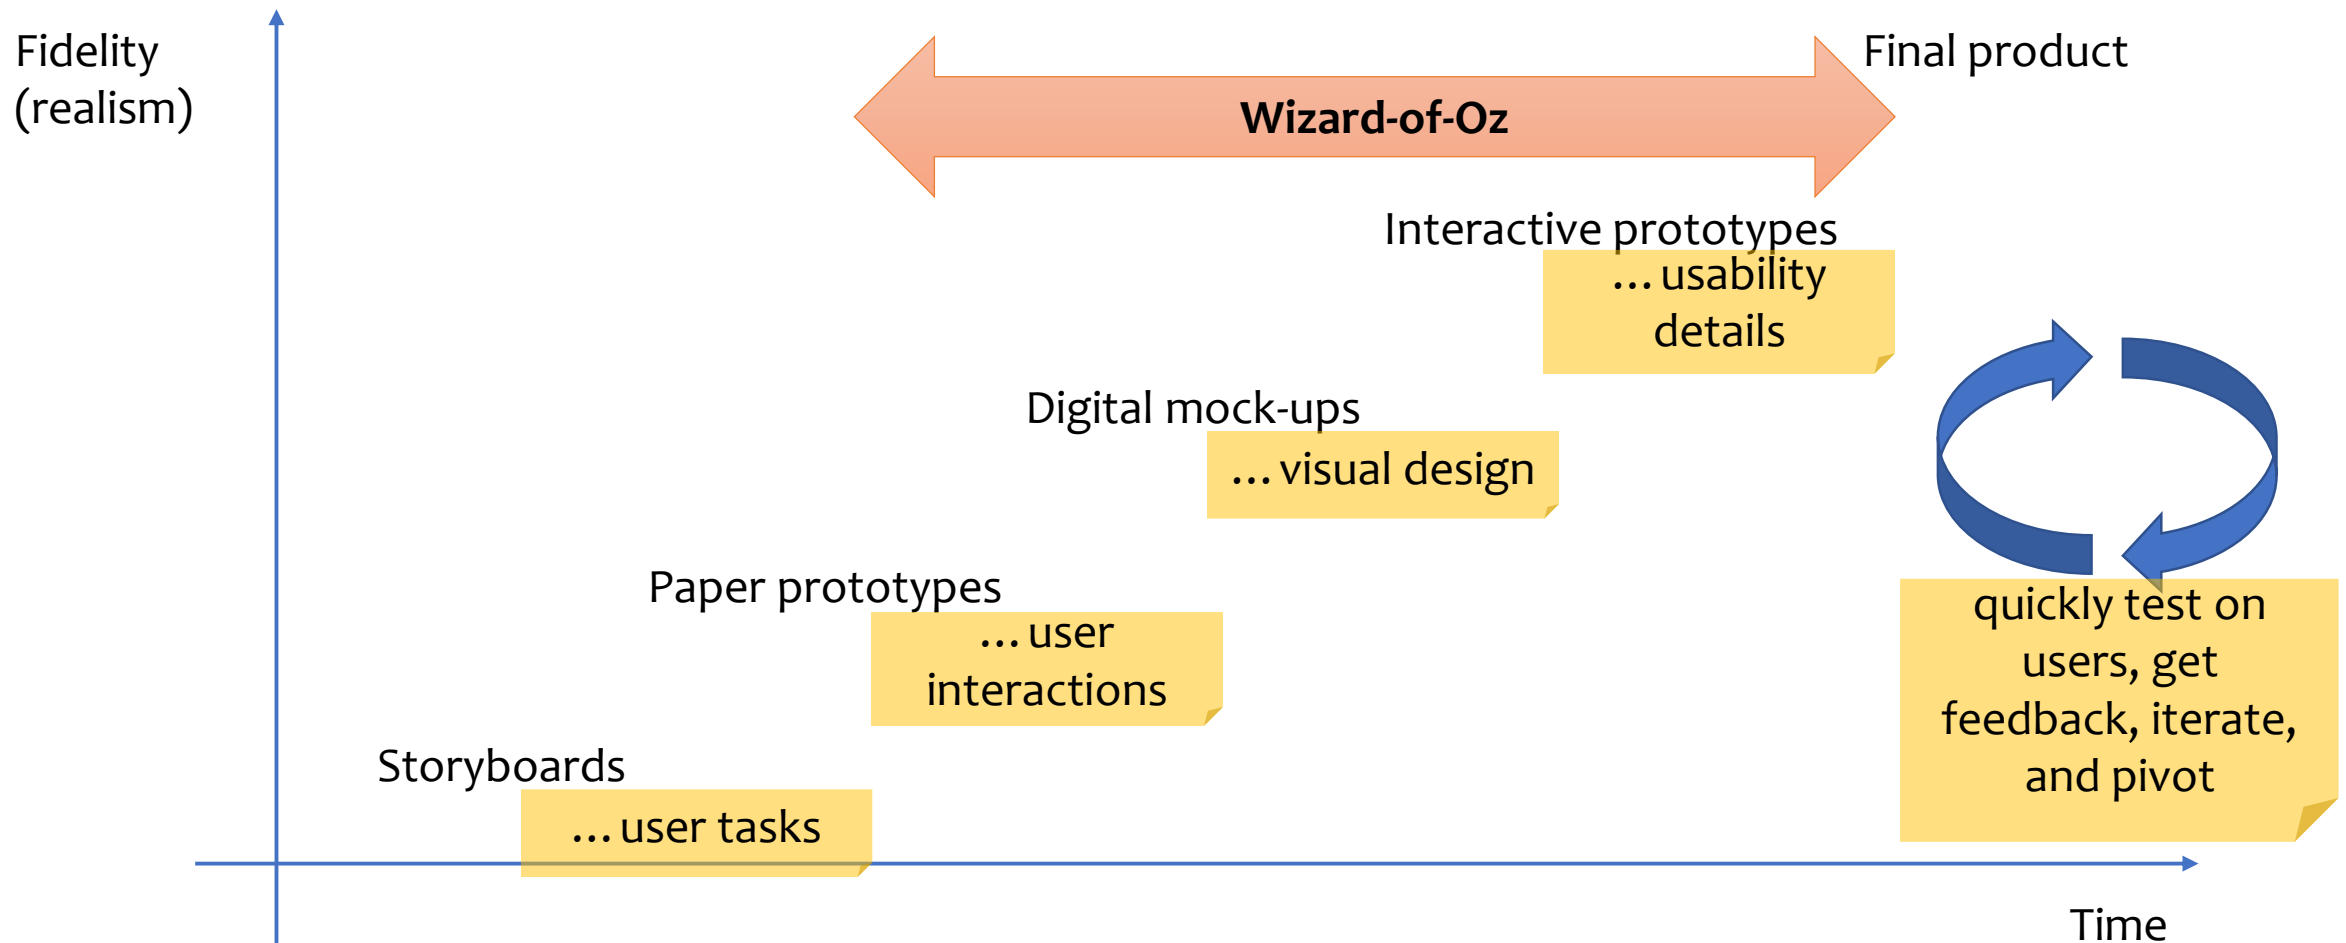 Fidelity
(realism)
Final product
Wizard-of-Oz
Interactive prototypes
...usability
details
Digital mock-ups
...visual design
Paper prototypes
...user
interactions
Storyboards
...user tasks
quickly test on
users, get
feedback, iterate,
and pivot
Time